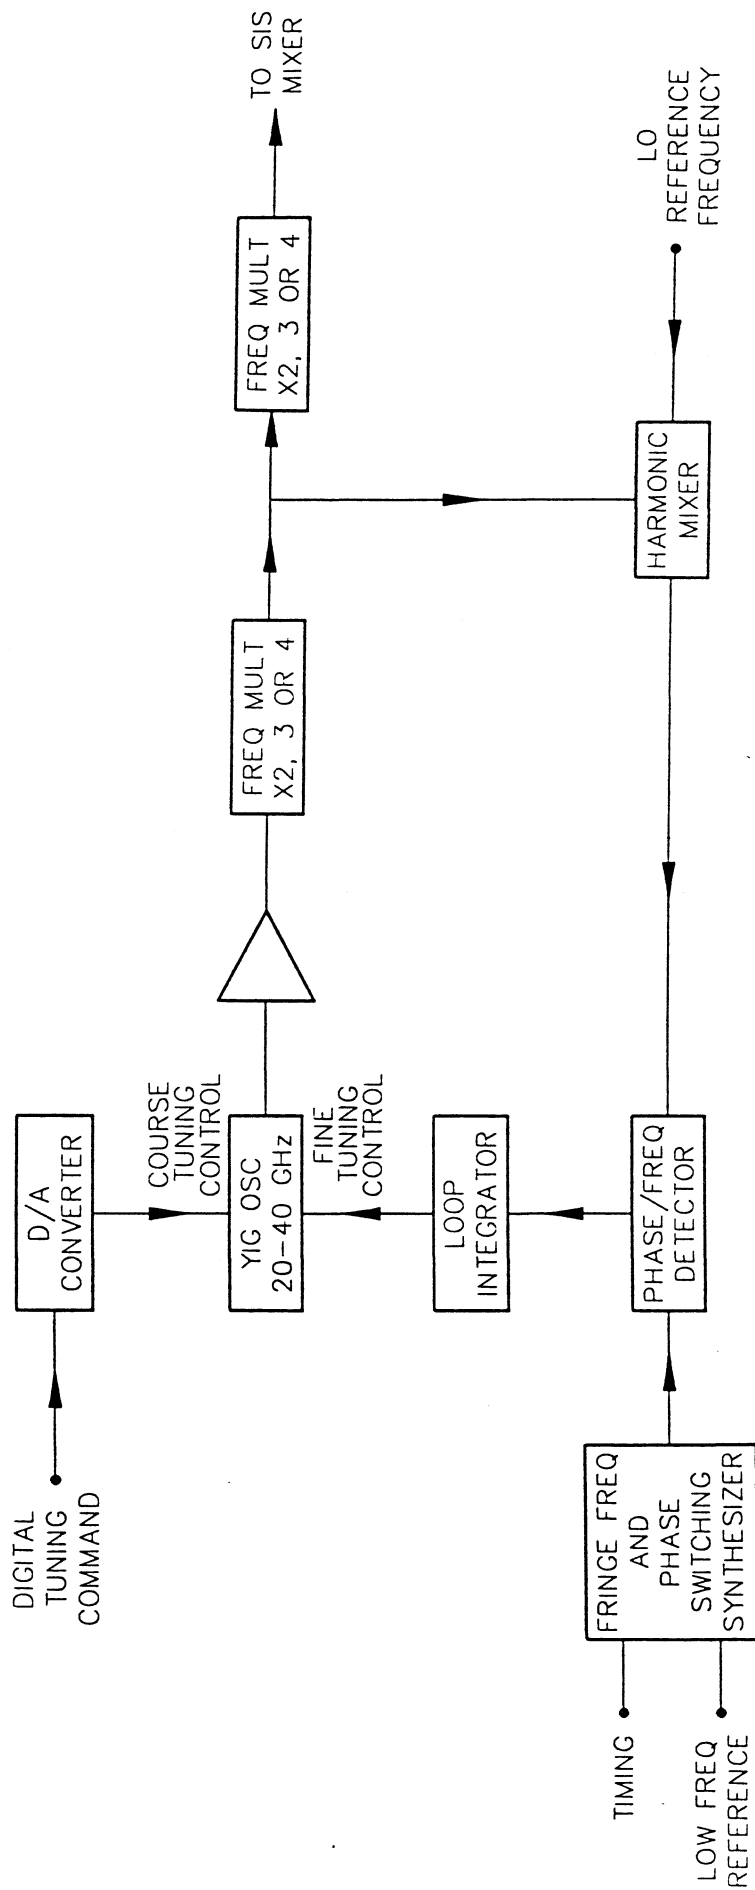 DIGITAL
TUNING
COMMAND
D/A
CONVERTER
COURSE
TUNING
CONTROL
YIG OSC
20-40 GHz
FINE
TUNING
CONTROL
FREQ MULT
X2, 3 OR 4
FREQ MULT
X2, 3 OR 4
TO SIS
MIXER
LOOP
INTEGRATOR
TIMING
LOW FREQ
REFERENCE
FRINGE FREQ
AND
PHASE
SWITCHING
SYNTHESIZER
PHASE/FREQ
DETECTOR
HARMONIC
MIXER
LO
REFERENCE
FREQUENCY